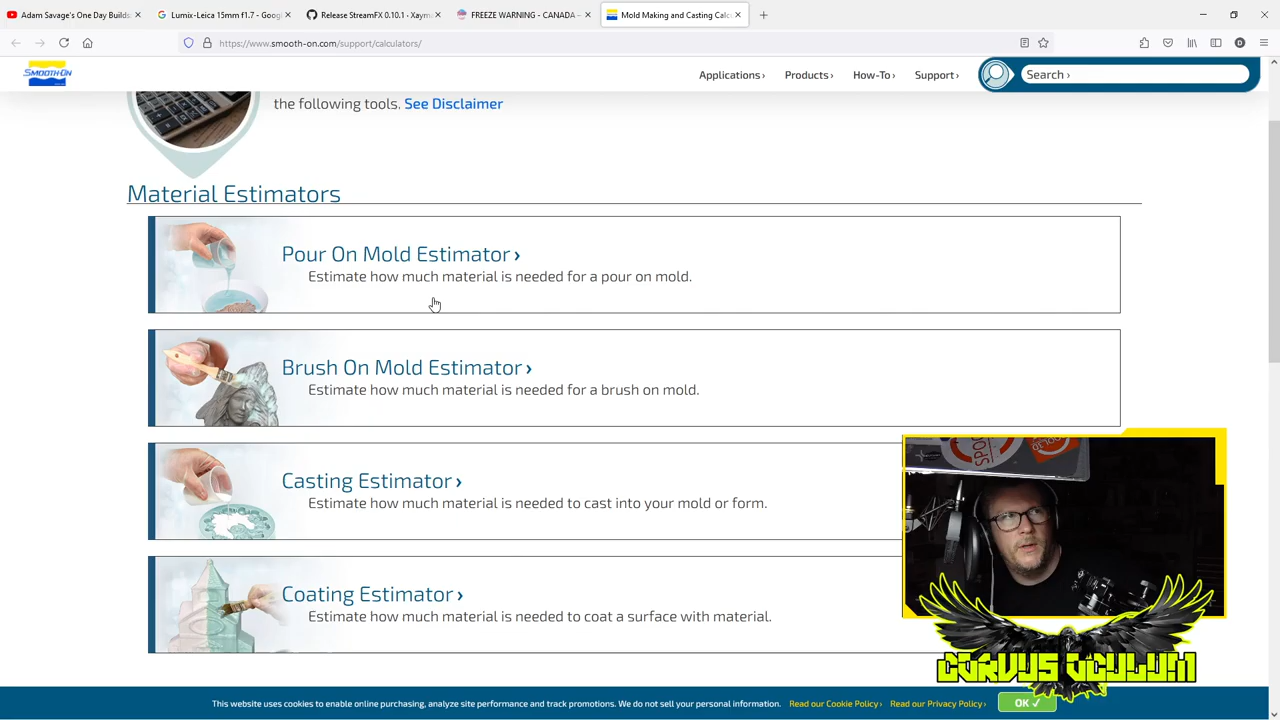 Adam Savage's One Day Builds:
Lumix-Leica 15mm f1.7 - Goog
Release StreamFX 0.10.1 · Xaym
FREEZE WARNING - CANADA –
Mold Making and Casting Calc
https://www.smooth-on.com/support/calculators/
SMOOTH-ON
Applications ›
Products ›
How-To ›
Support ›
Search ›
the following tools. See Disclaimer
Material Estimators
Pour On Mold Estimator ›
Estimate how much material is needed for a pour on mold.
Brush On Mold Estimator ›
Estimate how much material is needed for a brush on mold.
Casting Estimator ›
Estimate how much material is needed to cast into your mold or form.
Coating Estimator ›
Estimate how much material is needed to coat a surface with material.
CORVUS OCULUM
This website uses cookies to enable online purchasing, analyze site performance and track promotions. We do not sell your personal information. Read our Cookie Policy › Read our Privacy Policy › OK ✓